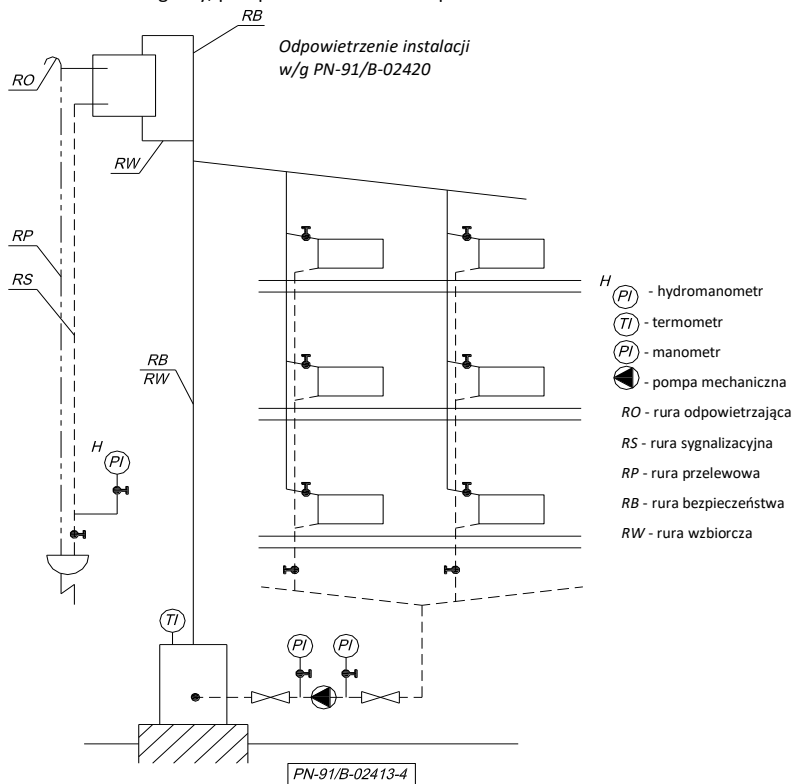 RB
Odpowietrzenie instalacji
w/g PN-91/B-02420
RO
RW
RP
RS
RB
RW
H
PI
TI
PI
PI
H
PI - hydromanometr
TI - termometr
PI - manometr
- pompa mechaniczna
RO - rura odpowietrzająca
RS - rura sygnalizacyjna
RP - rura przelewowa
RB - rura bezpieczeństwa
RW - rura wzbiorcza
PN-91/B-02413-4